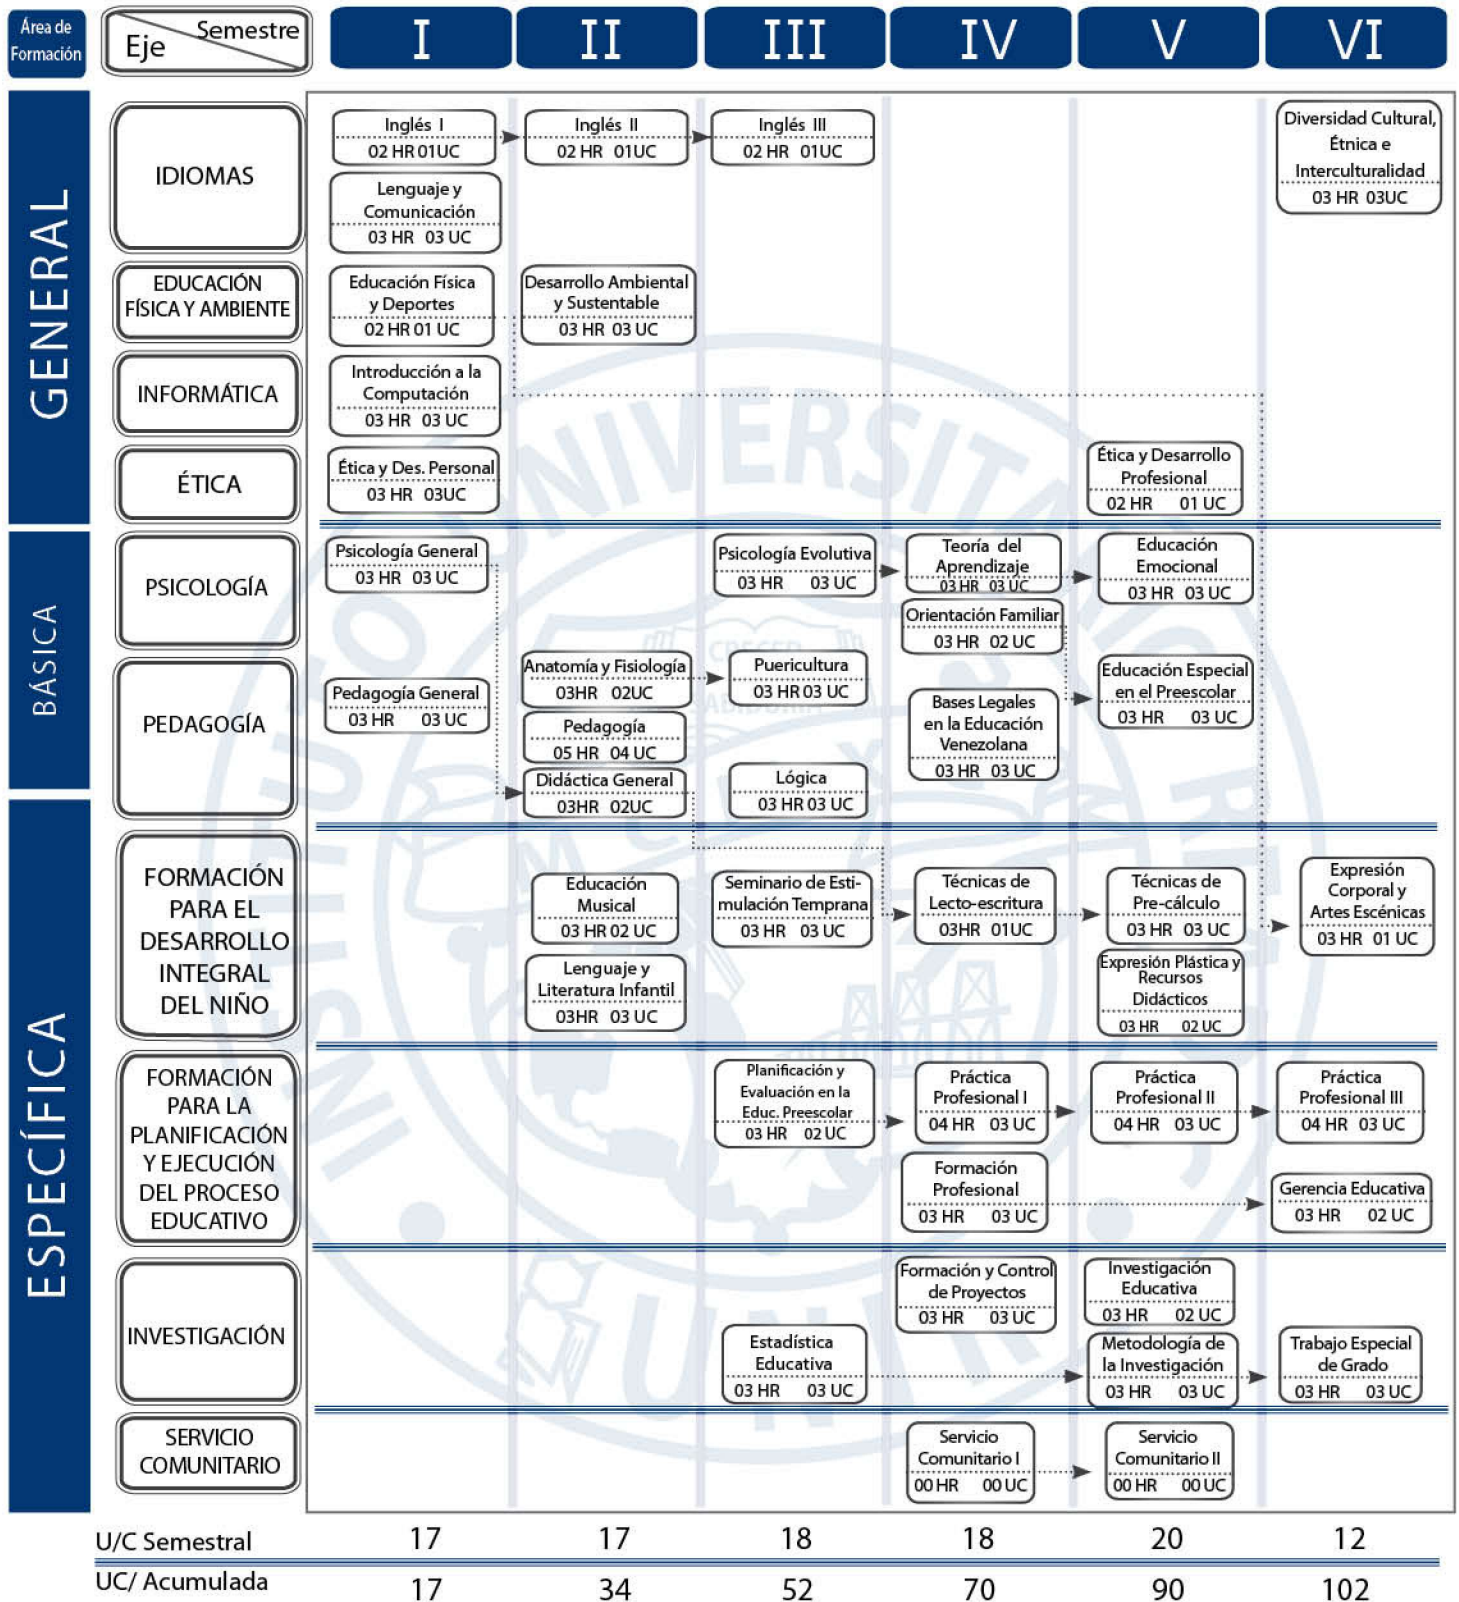 Área de
Formación
Semestre
Eje
I
II
III
IV
V
VI
GENERAL
IDIOMAS
Inglés I
02 HR 01UC
Inglés II
02 HR 01UC
Inglés III
02 HR 01UC
Diversidad Cultural,
Étnica e
Interculturalidad
03 HR 03UC
Lenguaje y
Comunicación
03 HR 03 UC
EDUCACIÓN
FÍSICA Y AMBIENTE
Educación Física
y Deportes
02 HR 01 UC
Desarrollo Ambiental
y Sustentable
03 HR 03 UC
INFORMÁTICA
Introducción a la
Computación
03 HR 03 UC
ÉTICA
Ética y Des. Personal
03 HR 03UC
Ética y Desarrollo
Profesional
02 HR 01 UC
BÁSICA
PSICOLOGÍA
Psicología General
03 HR 03 UC
Psicología Evolutiva
03 HR 03 UC
Teoría del
Aprendizaje
03 HR 03 UC
Educación
Emocional
03 HR 03 UC
Orientación Familiar
03 HR 02 UC
PEDAGOGÍA
Pedagogía General
03 HR 03 UC
Anatomía y Fisiología
03HR 02UC
Puericultura
03 HR 03 UC
Bases Legales
en la Educación
Venezolana
03 HR 03 UC
Educación Especial
en el Preescolar
03 HR 03 UC
Pedagogía
05 HR 04 UC
Didáctica General
03HR 02UC
Lógica
03 HR 03 UC
ESPECÍFICA
FORMACIÓN
PARA EL
DESARROLLO
INTEGRAL
DEL NIÑO
Educación
Musical
03 HR 02 UC
Seminario de Esti-
mulación Temprana
03 HR 03 UC
Técnicas de
Lecto-escritura
03HR 01UC
Técnicas de
Pre-cálculo
03 HR 03 UC
Expresión
Corporal y
Artes Escénicas
03 HR 01 UC
Lenguaje y
Literatura Infantil
03HR 03 UC
Expresión Plástica y
Recursos
Didácticos
03 HR 02 UC
FORMACIÓN
PARA LA
PLANIFICACIÓN
Y EJECUCIÓN
DEL PROCESO
EDUCATIVO
Planificación y
Evaluación en la
Educ. Preescolar
03 HR 02 UC
Práctica
Profesional I
04 HR 03 UC
Práctica
Profesional II
04 HR 03 UC
Práctica
Profesional III
04 HR 03 UC
Formación
Profesional
03 HR 03 UC
Gerencia Educativa
03 HR 02 UC
INVESTIGACIÓN
Formación y Control
de Proyectos
03 HR 03 UC
Investigación
Educativa
03 HR 02 UC
Estadística
Educativa
03 HR 03 UC
Metodología de
la Investigación
03 HR 03 UC
Trabajo Especial
de Grado
03 HR 03 UC
SERVICIO
COMUNITARIO
Servicio
Comunitario I
00 HR 00 UC
Servicio
Comunitario II
00 HR 00 UC
U/C Semestral
17
17
18
18
20
12
UC/ Acumulada
17
34
52
70
90
102